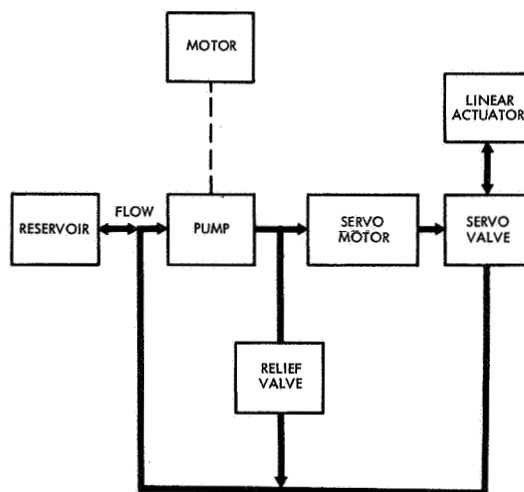 MOTOR
LINEAR
ACTUATOR
FLOW
RESERVOIR
PUMP
SERVO
MOTOR
SERVO
VALVE
RELIEF
VALVE